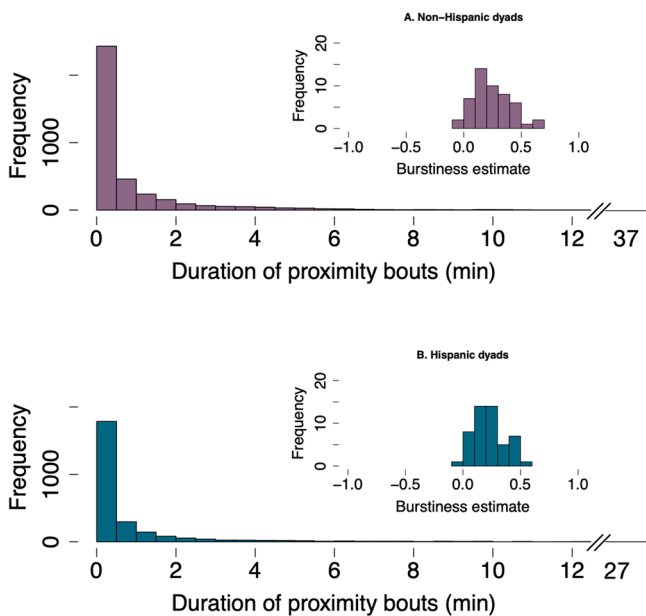 A. Non−Hispanic dyads
Frequency
0 10 20
−1.0 −0.5 0.0 0.5 1.0
Burstiness estimate
Frequency
0 1000
0 2 4 6 8 10 12 37
Duration of proximity bouts (min)
B. Hispanic dyads
Frequency
0 10 20
−1.0 −0.5 0.0 0.5 1.0
Burstiness estimate
Frequency
0 1000
0 2 4 6 8 10 12 27
Duration of proximity bouts (min)